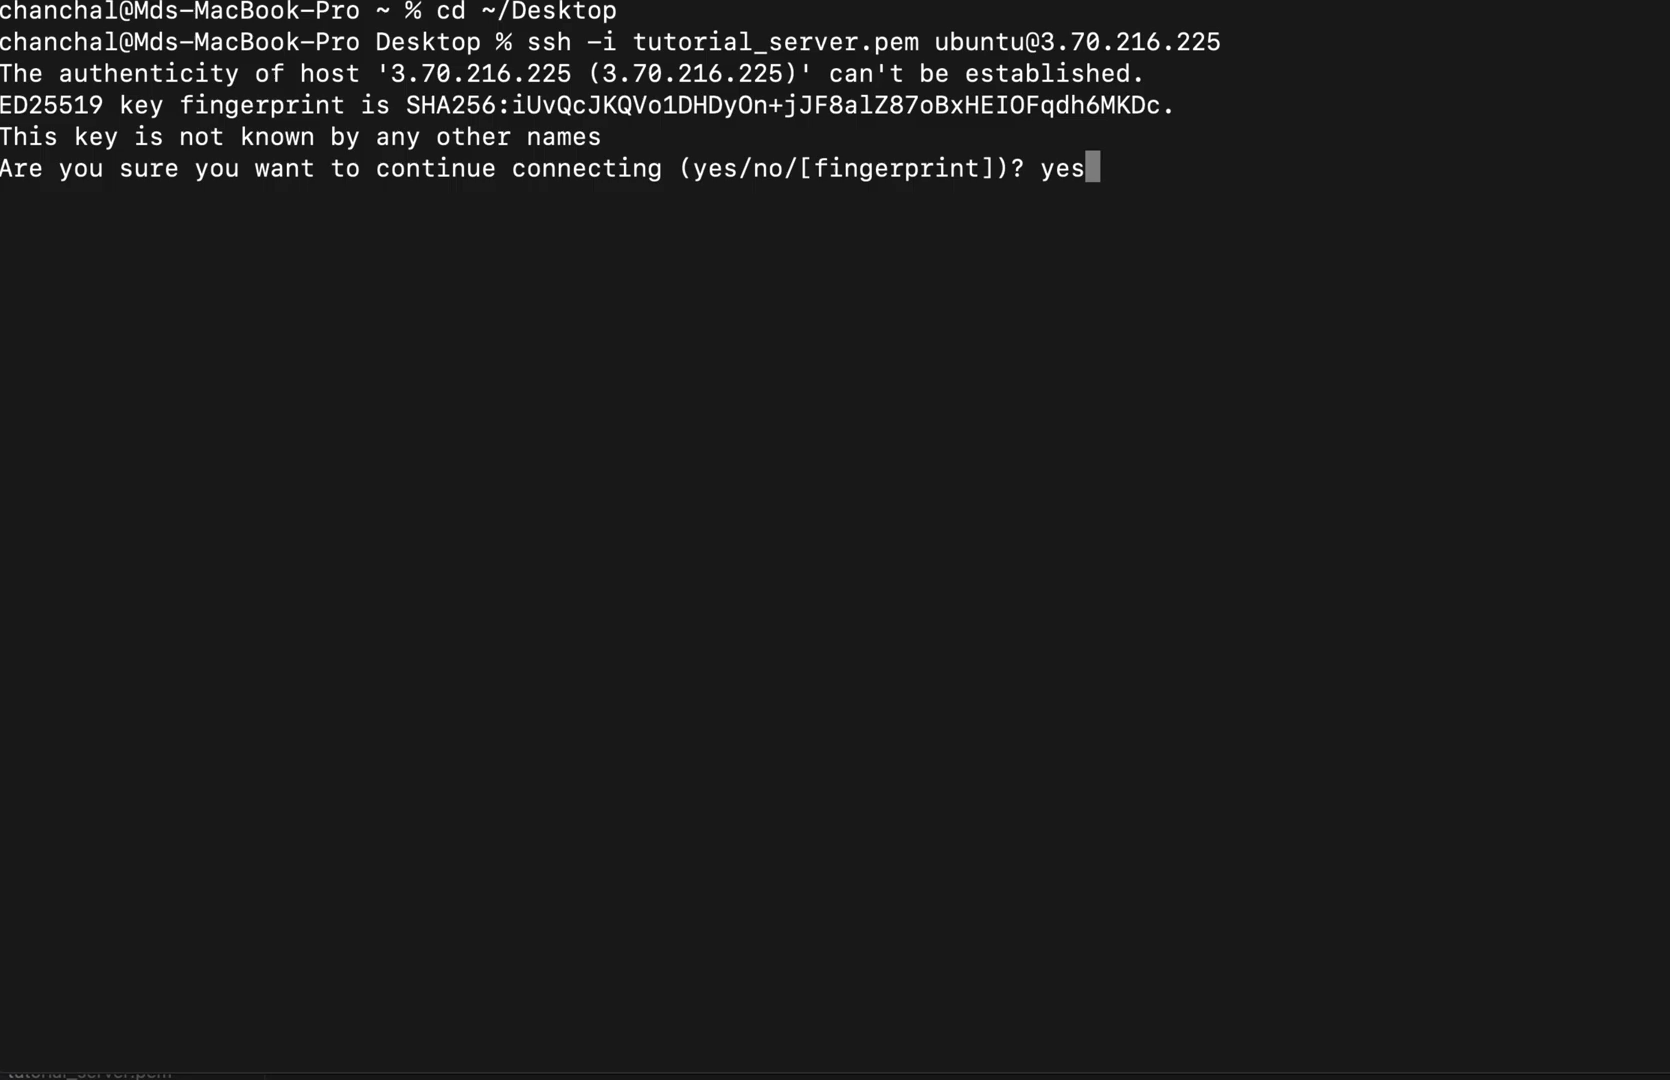 chanchal@Mds-MacBook-Pro ~ % cd ~/Desktop
chanchal@Mds-MacBook-Pro Desktop % ssh -i tutorial_server.pem ubuntu@3.70.216.225
The authenticity of host '3.70.216.225 (3.70.216.225)' can't be established.
ED25519 key fingerprint is SHA256:iUvQcJKQVo1DHDyOn+jJF8alZ87oBxHEIOFqdh6MKDc.
This key is not known by any other names
Are you sure you want to continue connecting (yes/no/[fingerprint])? yes
tutorial_server.pem